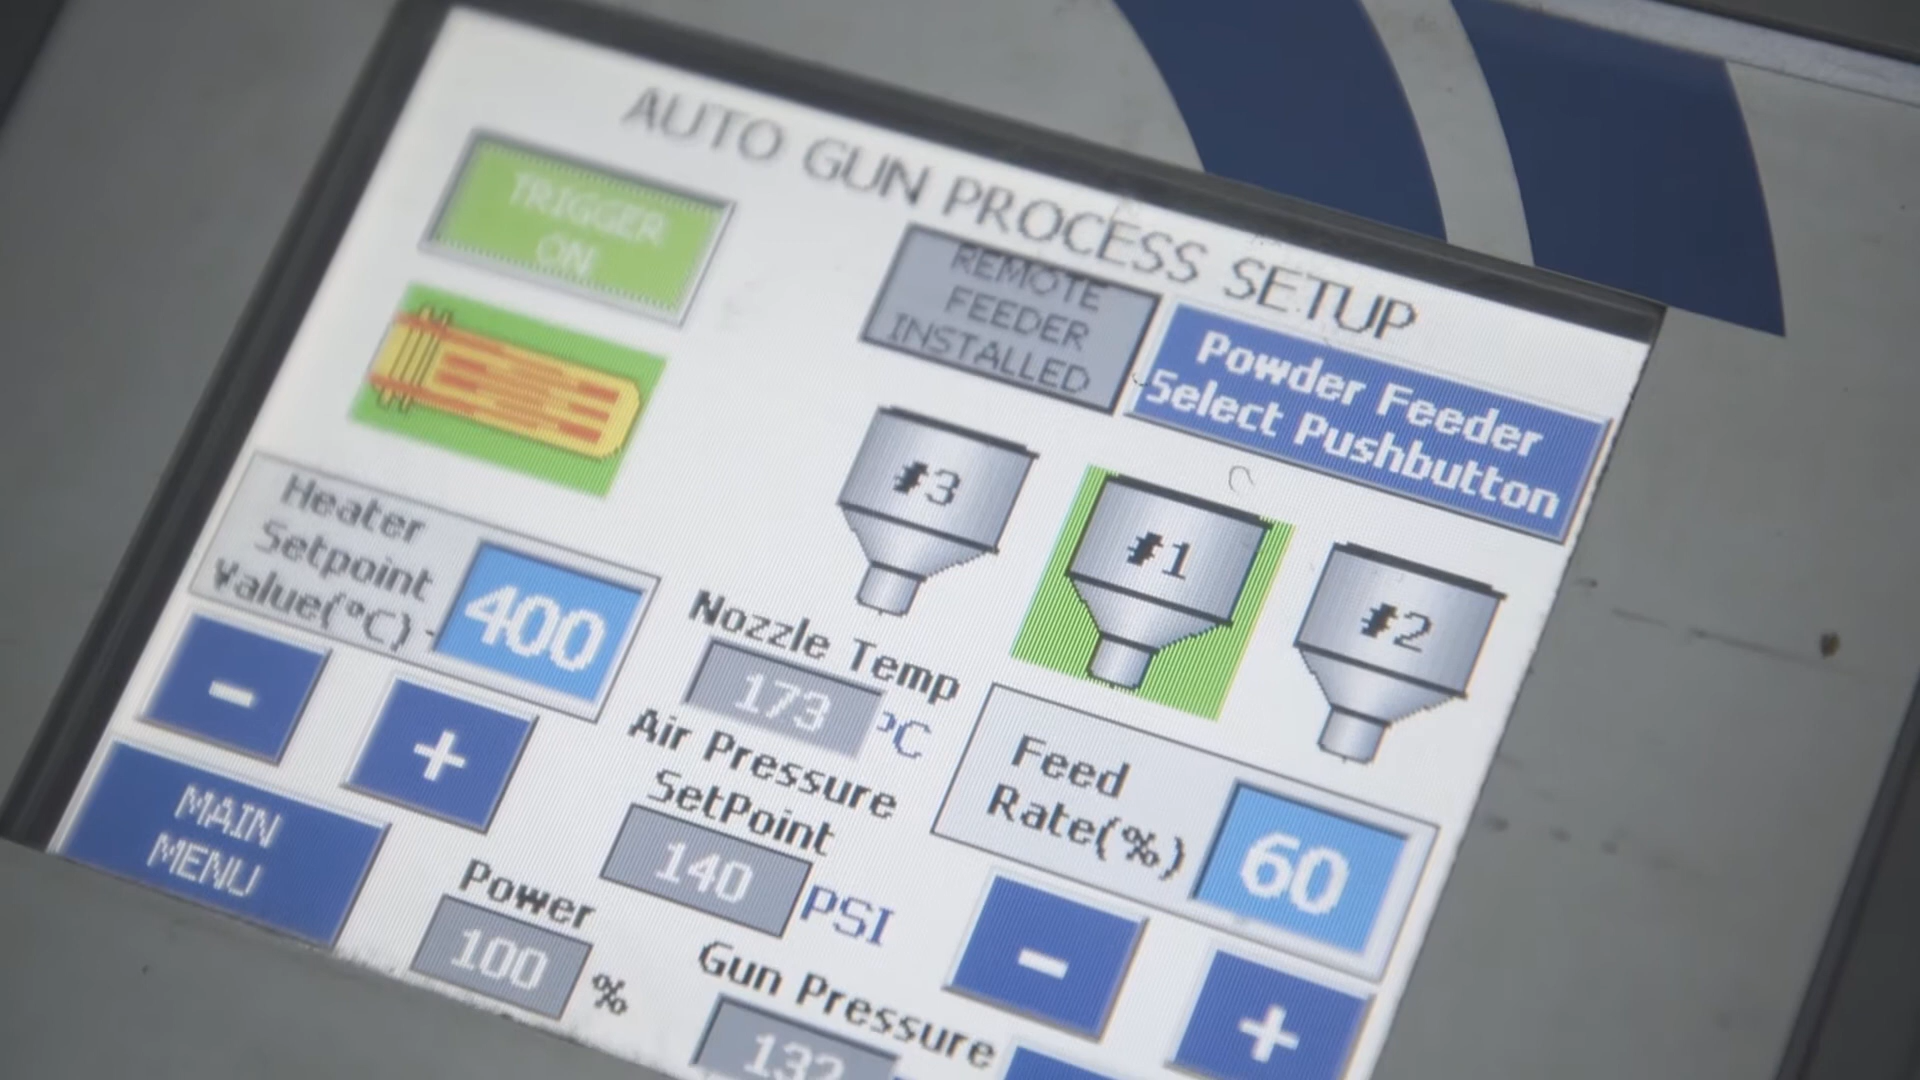 AUTO GUN PROCESS SETUP
TRIGGER
ON
REMOTE
FEEDER
INSTALLED
Powder Feeder
Select Pushbutton
#3
#1
#2
Heater
Setpoint
Value(°C)
400
-
+
Nozzle Temp
173 °C
Air Pressure
SetPoint
140 PSI
Feed
Rate(%)
60
-
+
MAIN
MENU
Power
100 %
Gun Pressure
132